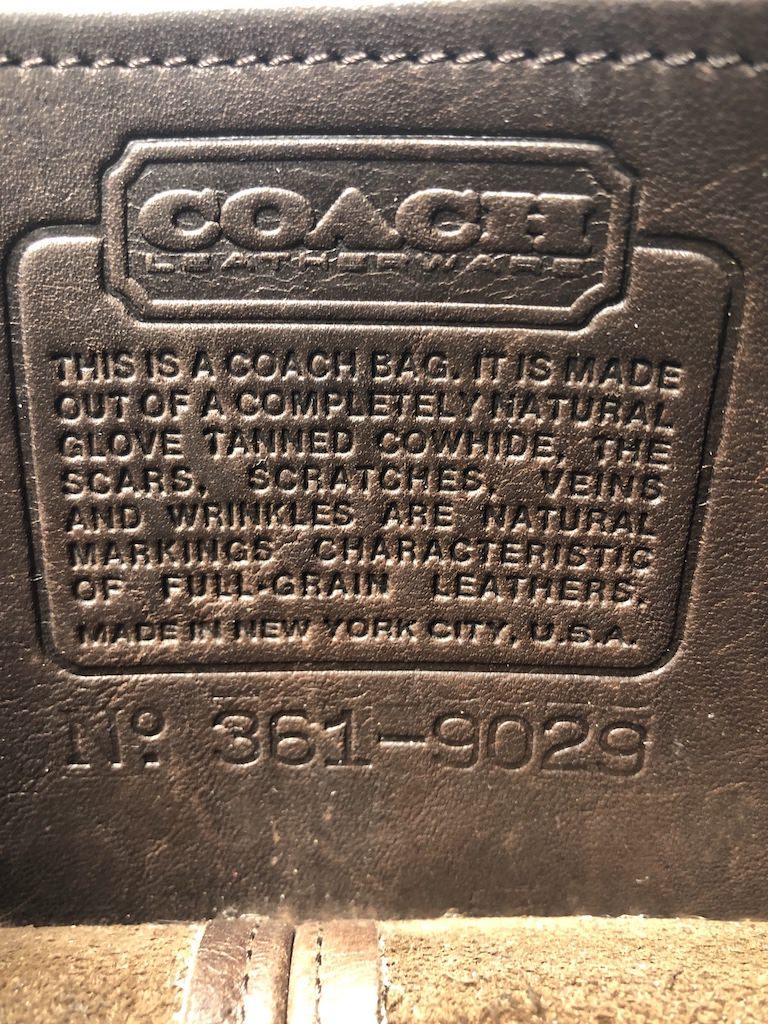 COACH
LEATHERWARE
THIS IS A COACH BAG. IT IS MADE
OUT OF A COMPLETELY NATURAL
GLOVE TANNED COWHIDE, THE
SCARS, SCRATCHES, VEINS
AND WRINKLES ARE NATURAL
MARKINGS CHARACTERISTIC
OF FULL-GRAIN LEATHERS.
MADE IN NEW YORK CITY, U.S.A.
Nº 361-9029